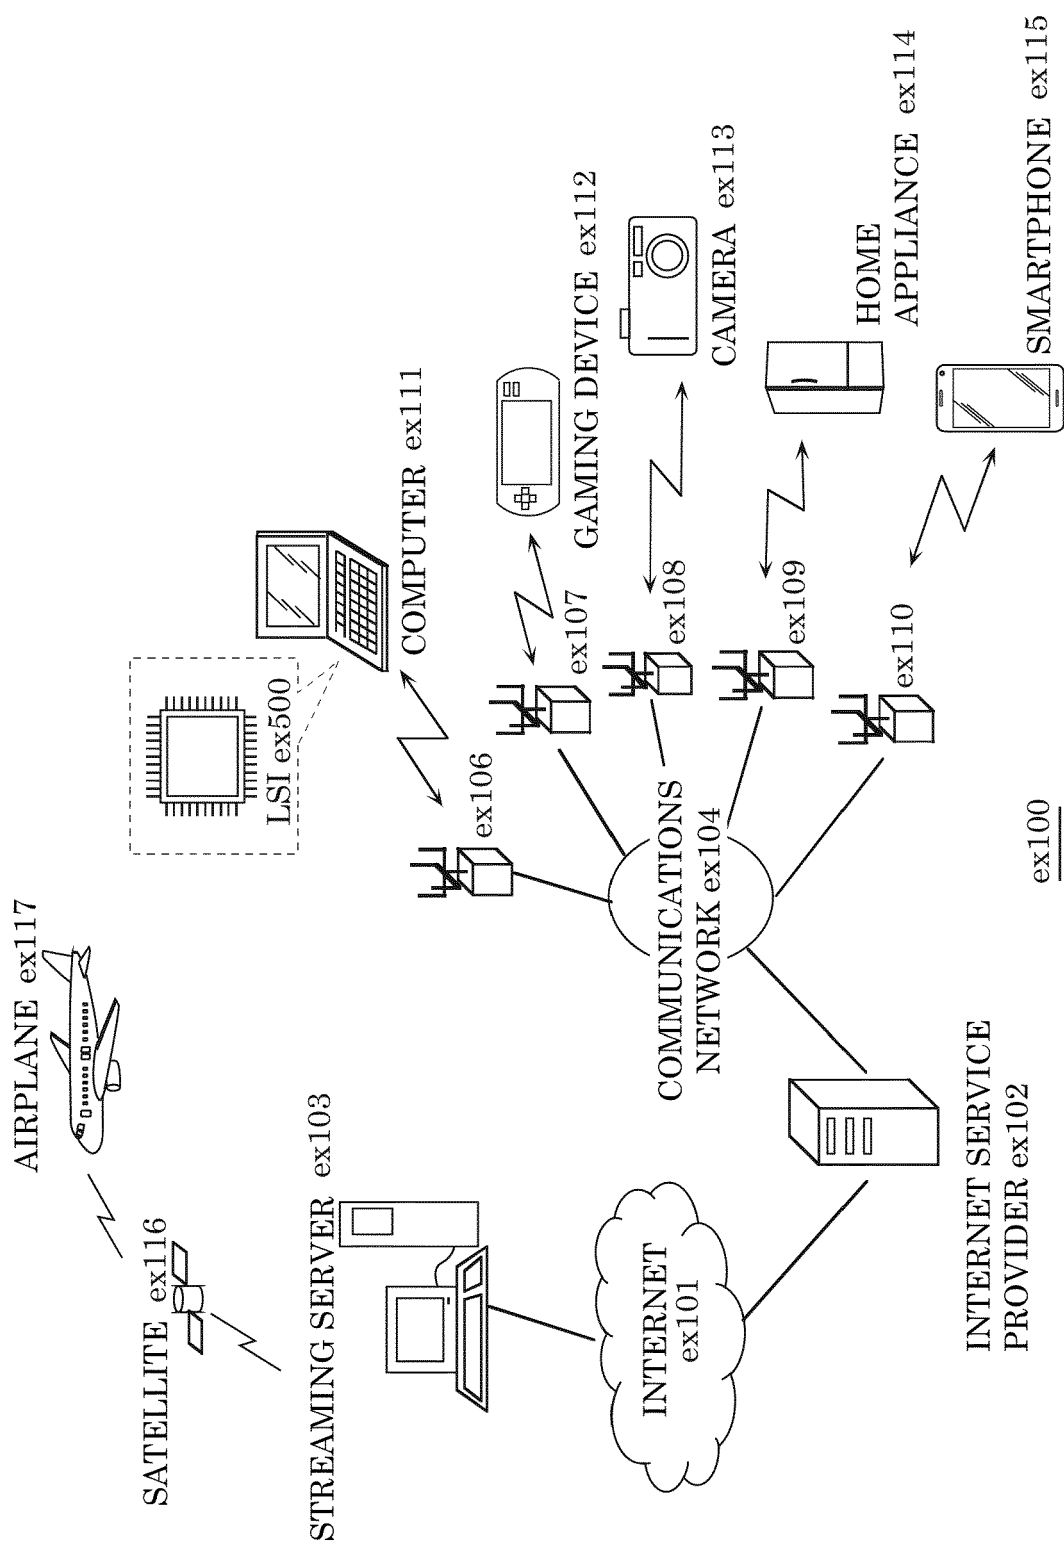 AIRPLANE ex117
SATELLITE ex116
STREAMING SERVER ex103
INTERNET
ex101
INTERNET SERVICE
PROVIDER ex102
COMMUNICATIONS
NETWORK ex104
LSI ex500
ex106
ex107
ex108
ex109
ex110
COMPUTER ex111
GAMING DEVICE ex112
CAMERA ex113
HOME
APPLIANCE ex114
SMARTPHONE ex115
ex100